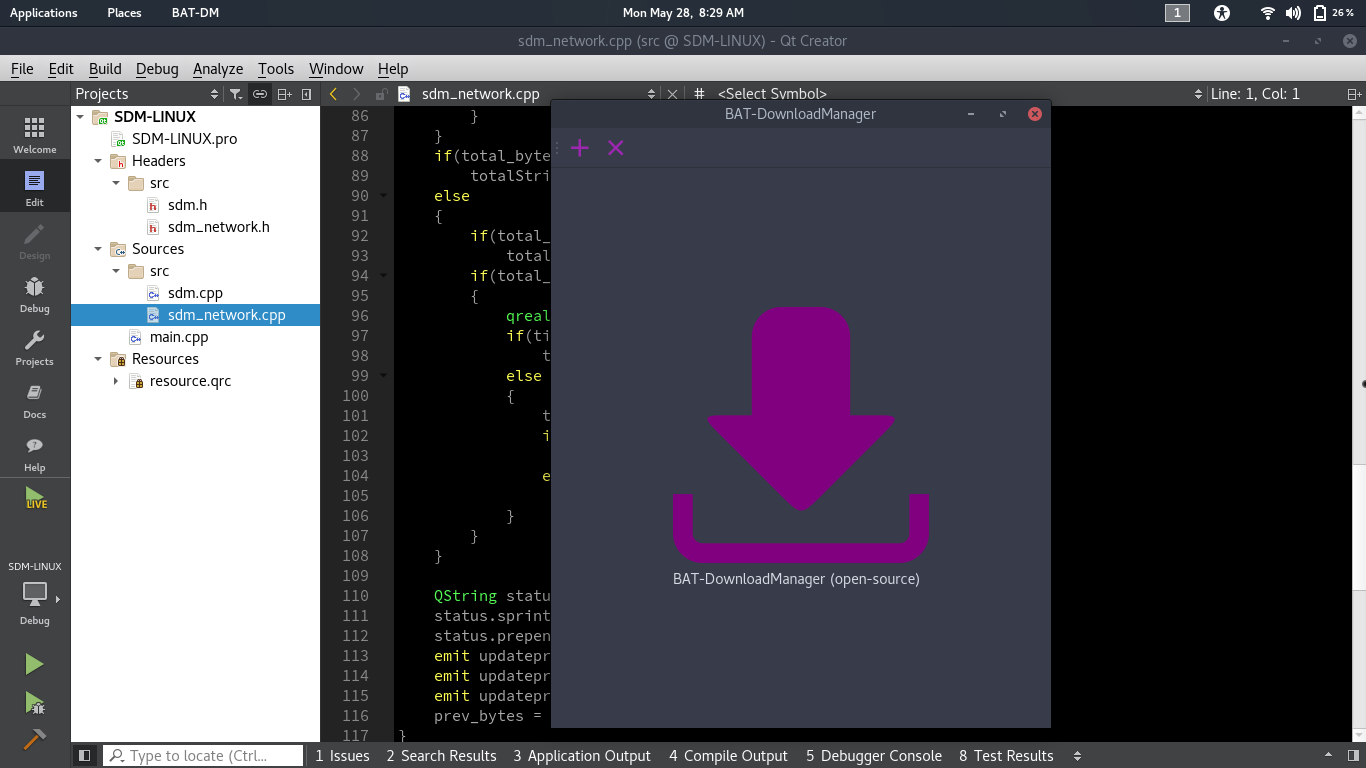 Applications Places BAT-DM Mon May 28, 8:29 AM 1 26%
sdm_network.cpp (src @ SDM-LINUX) - Qt Creator
File Edit Build Debug Analyze Tools Window Help
Projects sdm_network.cpp # <Select Symbol> Line: 1, Col: 1
Welcome
Edit
Design
Debug
Projects
Docs
Help
LIVE
SDM-LINUX
Debug
SDM-LINUX
SDM-LINUX.pro
Headers
src
sdm.h
sdm_network.h
Sources
src
sdm.cpp
sdm_network.cpp
main.cpp
Resources
resource.qrc
86 }
87 }
88 if(total_byte
89 totalStri
90 else
91 {
92 if(total_
93 total
94 if(total_
95 {
96 qreal
97 if(ti
98 t
99 else
100 {
101 t
102 i
103
104 e
105
106 }
107 }
108 }
109
110 QString statu
111 status.sprint
112 status.prepen
113 emit updatepr
114 emit updatepr
115 emit updatepr
116 prev_bytes =
117 }
BAT-DownloadManager
BAT-DownloadManager (open-source)
Type to locate (Ctrl... 1 Issues 2 Search Results 3 Application Output 4 Compile Output 5 Debugger Console 8 Test Results